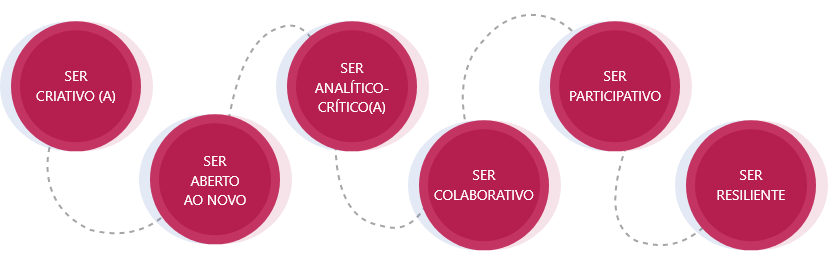 SER
CRIATIVO (A)
SER
ABERTO
AO NOVO
SER
ANALÍTICO-
CRÍTICO(A)
SER
COLABORATIVO
SER
PARTICIPATIVO
SER
RESILIENTE